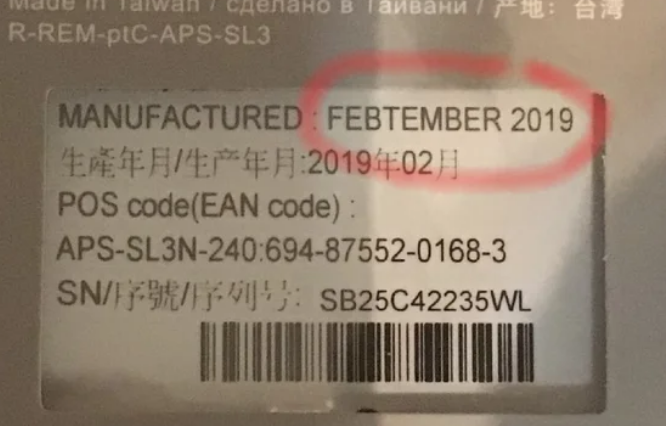 Made in Taiwan / сделано в Тайвани / 产地：台湾
R-REM-ptC-APS-SL3
MANUFACTURED : FEBTEMBER 2019
生產年月/生产年月:2019年02月
POS code(EAN code) :
APS-SL3N-240:694-87552-0168-3
SN/序號/序列号: SB25C42235WL